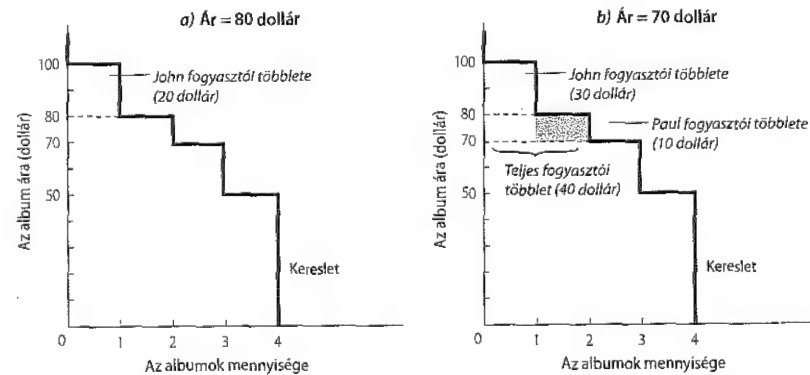 a) Ár = 80 dollár
Az album ára (dollár)
100
80
70
50
0
1
2
3
4
John fogyasztói többlete
(20 dollár)
Kereslet
Az albumok mennyisége
b) Ár = 70 dollár
Az album ára (dollár)
100
80
70
50
0
1
2
3
4
John fogyasztói többlete
(30 dollár)
Paul fogyasztói többlete
(10 dollár)
Teljes fogyasztói
többlet (40 dollár)
Kereslet
Az albumok mennyisége